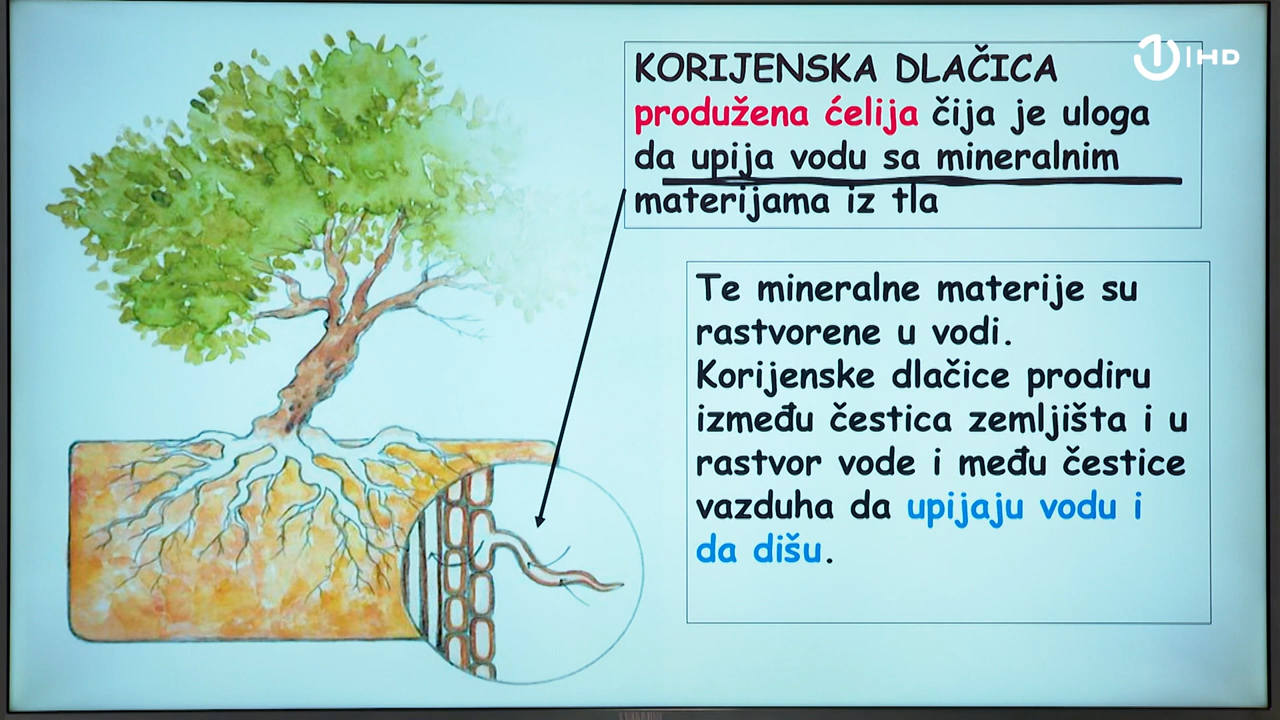 KORIJENSKA DLAČICA
produžena ćelija čija je uloga
da upija vodu sa mineralnim
materijama iz tla
1|HD
Te mineralne materije su
rastvorene u vodi.
Korijenske dlačice prodiru
između čestica zemljišta i u
rastvor vode i među čestice
vazduha da upijaju vodu i
da dišu.